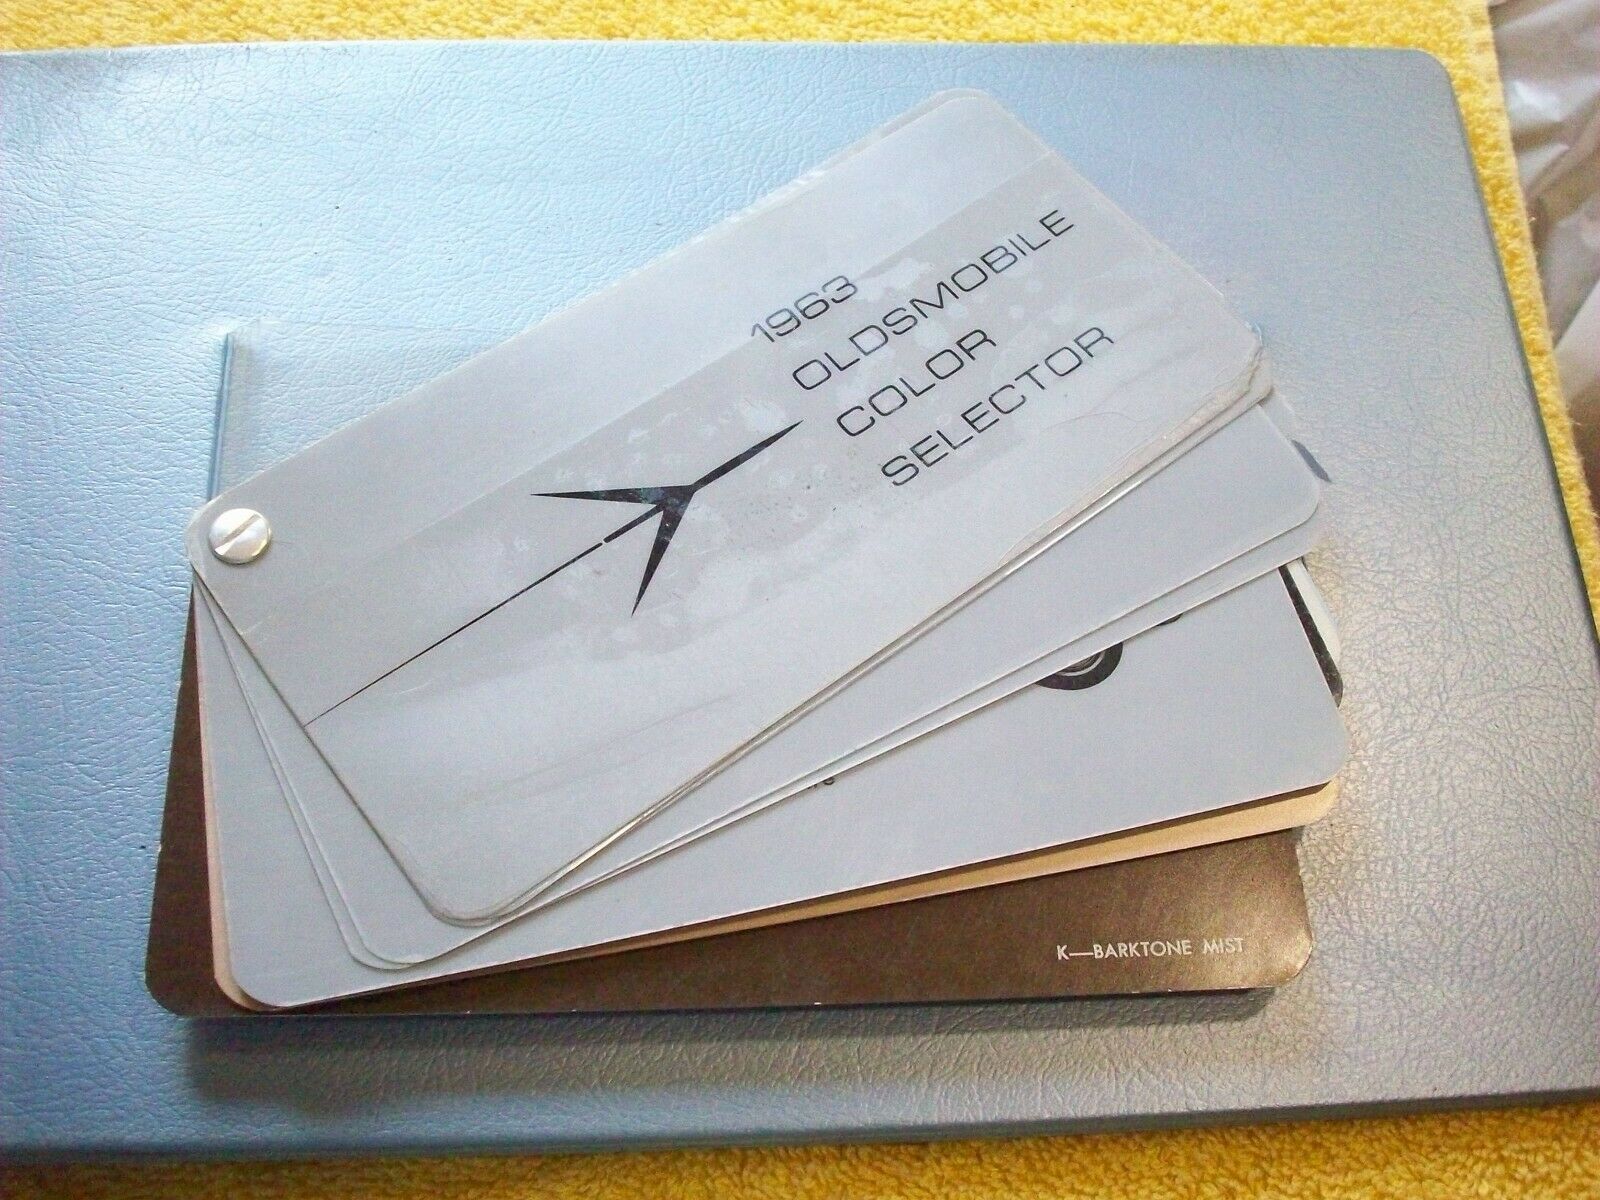 1963
OLDSMOBILE
COLOR
SELECTOR
K—BARKTONE MIST